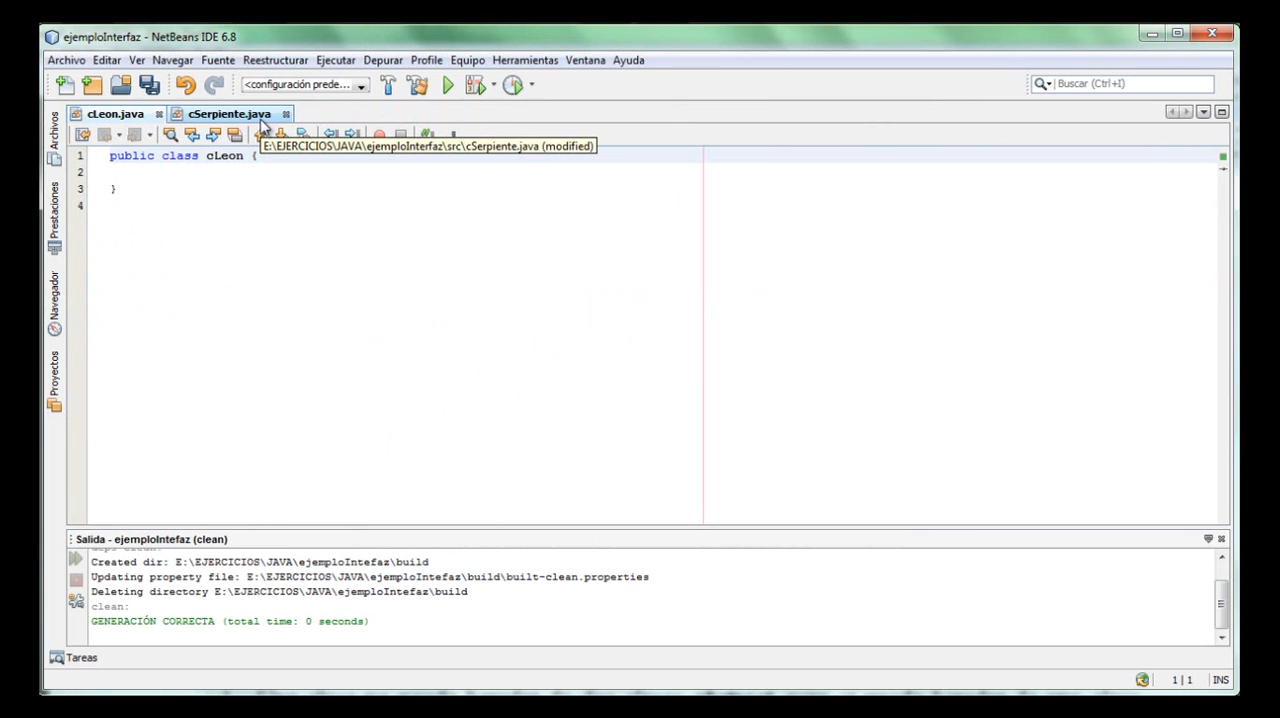 ejemploInterfaz - NetBeans IDE 6.8
Archivo Editar Ver Navegar Fuente Reestructurar Ejecutar Depurar Profile Equipo Herramientas Ventana Ayuda
<configuración prede...
Buscar (Ctrl+I)
cLeon.java cSerpiente.java
E:\EJERCICIOS\JAVA\ejemploInterfaz\src\cSerpiente.java (modified)
1 public class cLeon {
2
3 }
4
Archivos
Prestaciones
Navegador
Proyectos
Salida - ejemploIntefaz (clean)
Created dir: E:\EJERCICIOS\JAVA\ejemploIntefaz\build
Updating property file: E:\EJERCICIOS\JAVA\ejemploIntefaz\build\built-clean.properties
Deleting directory E:\EJERCICIOS\JAVA\ejemploIntefaz\build
clean:
GENERACIÓN CORRECTA (total time: 0 seconds)
Tareas
1 | 1 INS